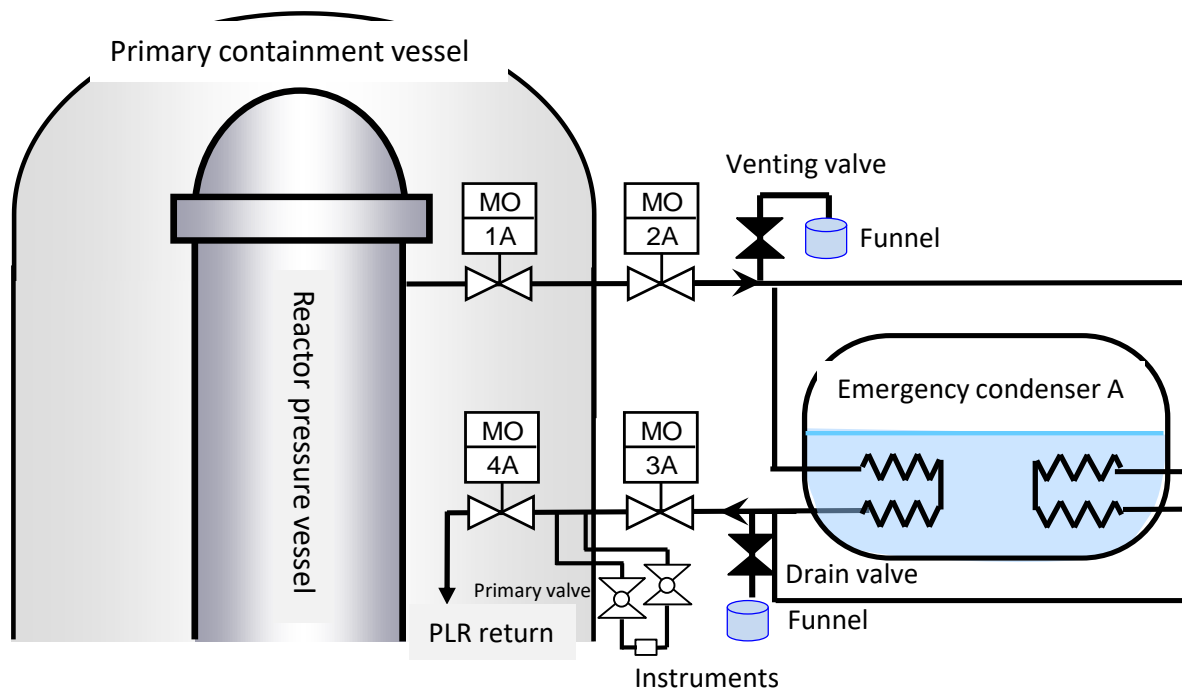 Primary containment vessel
Venting valve
MO
1A
MO
2A
Funnel
Reactor pressure vessel
Emergency condenser A
MO
4A
MO
3A
Primary valve
Drain valve
PLR return
Funnel
Instruments